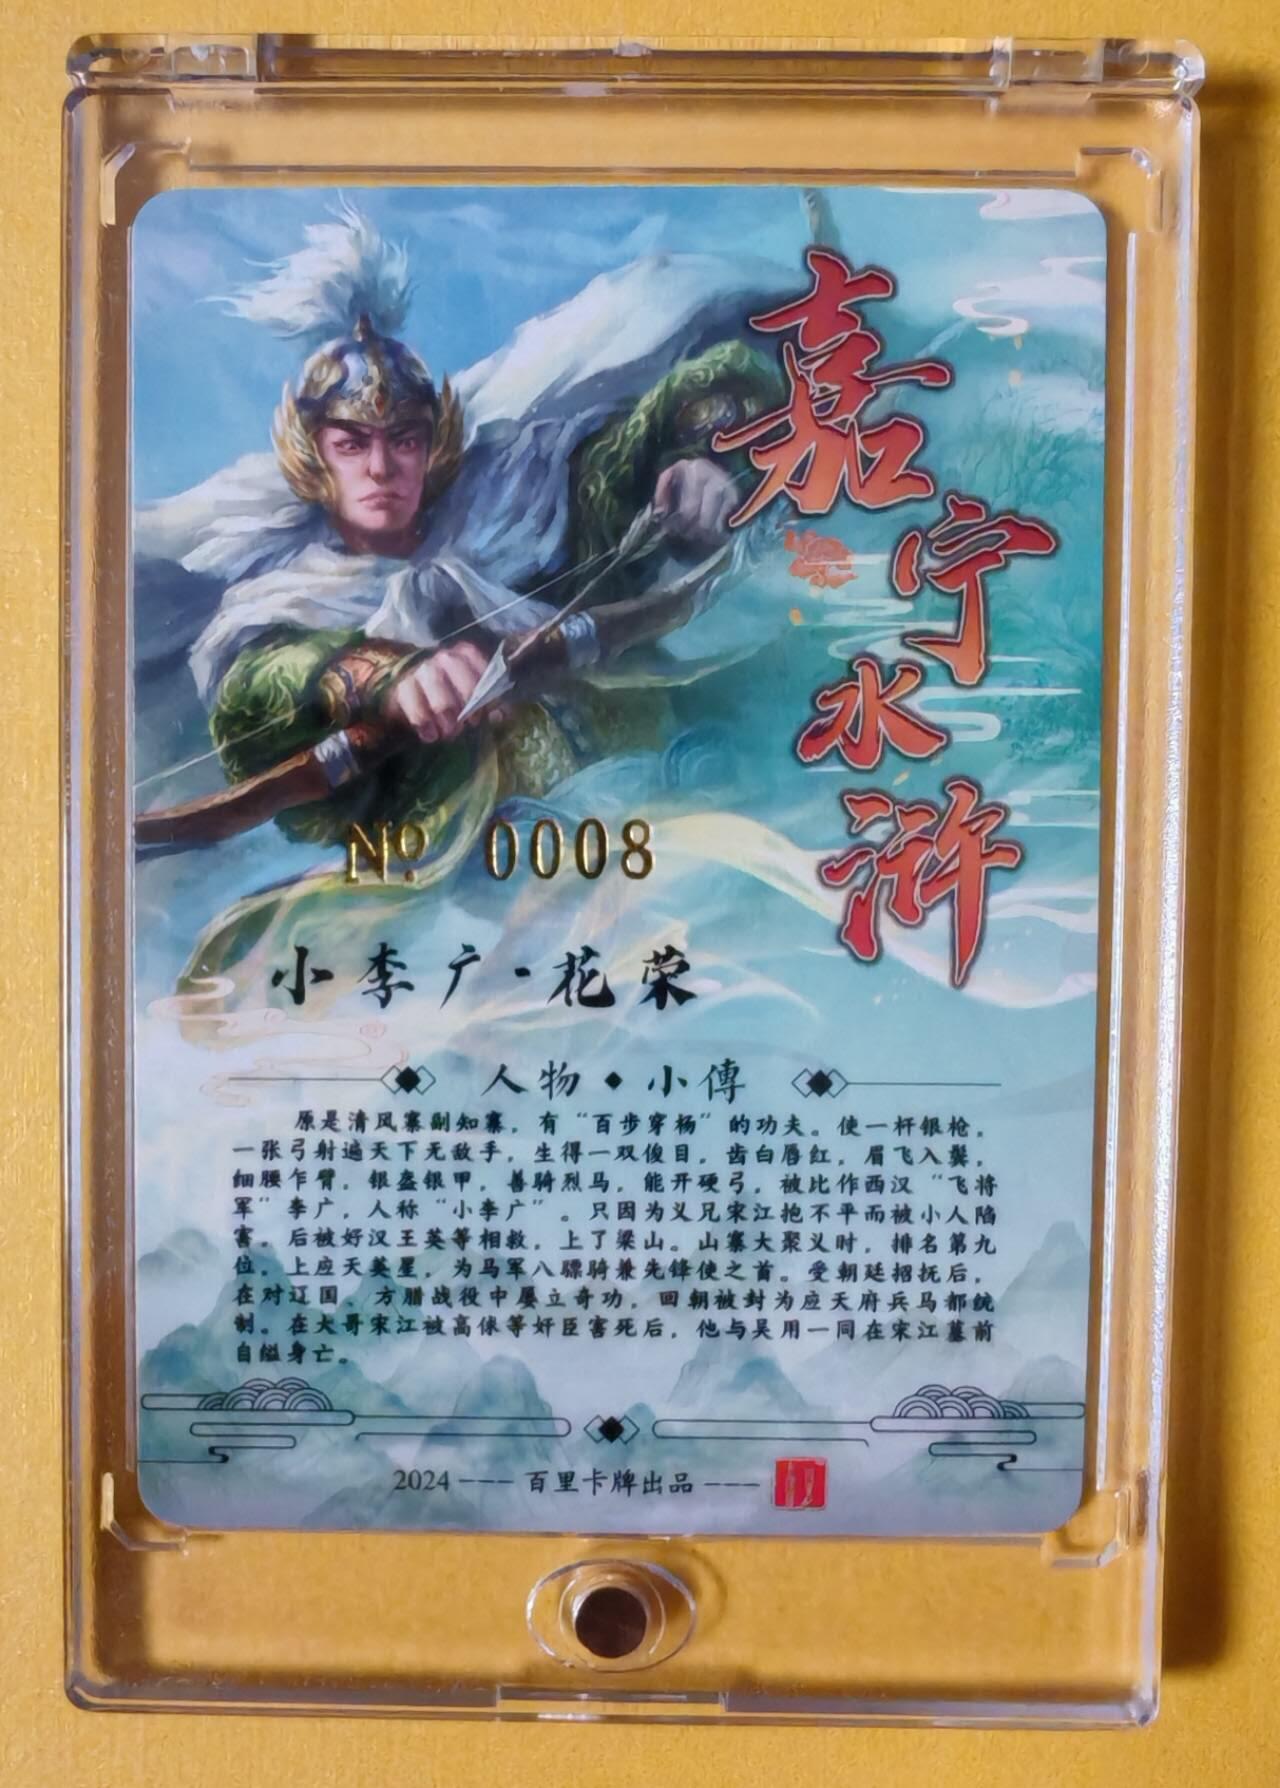 嘉宁水浒
№ 0008
小李广·花荣
人物◆小傳
原是清风寨副知寨，有“百步穿杨”的功夫。使一杆银枪，
一张弓射遍天下无敌手，生得一双俊目，齿白唇红，眉飞入鬓，
细腰乍臂，银盔银甲，善骑烈马，能开硬弓，被比作西汉“飞将
军”李广，人称“小李广”。只因为义兄宋江抱不平而被小人陷
害，后被好汉王英等相救，上了梁山。山寨大聚义时，排名第九
位，上应天英星，为马军八骠骑兼先锋使之首。受朝廷招抚后，
在对辽国、方腊战役中屡立奇功，回朝被封为应天府兵马都统
制。在大哥宋江被高俅等奸臣害死后，他与吴用一同在宋江墓前
自缢身亡。
2024 --- 百里卡牌出品 ---